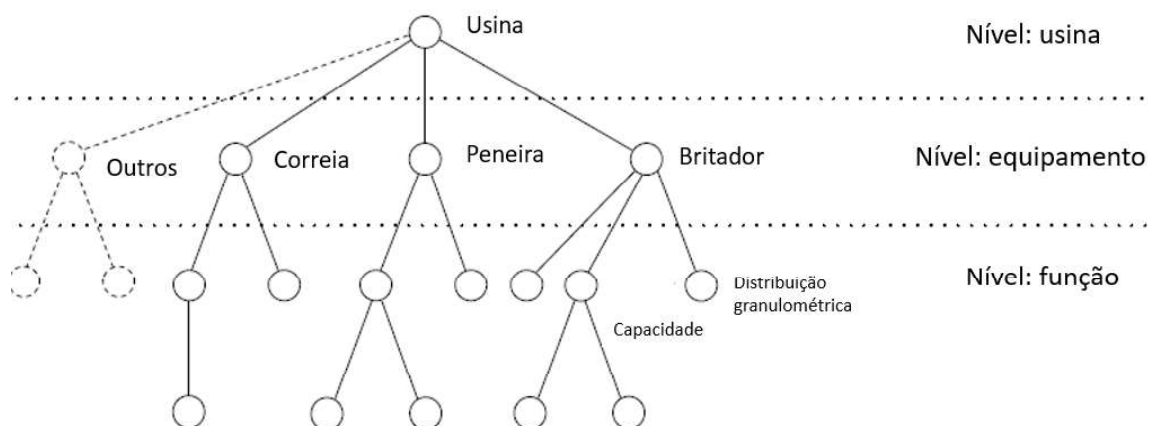 Usina
Nível: usina
Outros
Correia
Peneira
Britador
Nível: equipamento
Distribuição
granulométrica
Nível: função
Capacidade